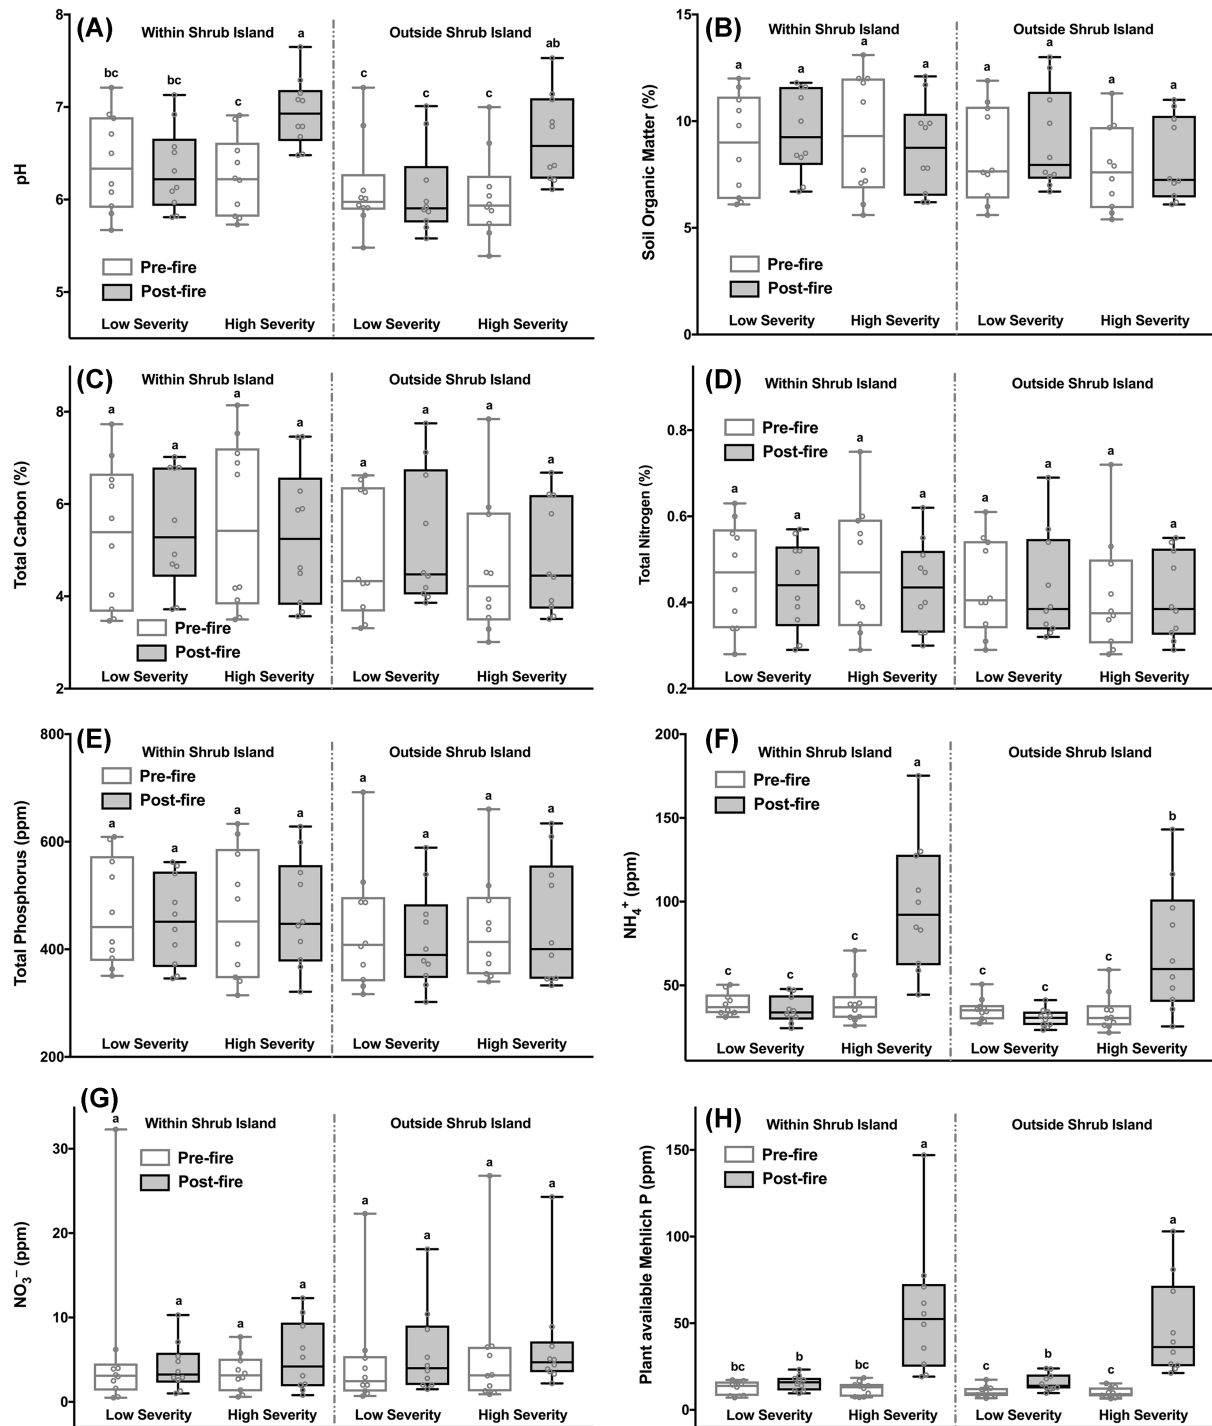 (A)
Within Shrub Island
Outside Shrub Island
8
7
6
5
pH
bc
bc
c
a
c
c
c
ab
Pre-fire
Post-fire
Low Severity
High Severity
Low Severity
High Severity
(B)
Within Shrub Island
Outside Shrub Island
15
10
5
0
Soil Organic Matter (%)
a
a
a
a
a
a
a
a
Pre-fire
Post-fire
Low Severity
High Severity
Low Severity
High Severity
(C)
Within Shrub Island
Outside Shrub Island
8
6
4
2
Total Carbon (%)
a
a
a
a
a
a
a
a
Pre-fire
Post-fire
Low Severity
High Severity
Low Severity
High Severity
(D)
Within Shrub Island
Outside Shrub Island
0.8
0.6
0.4
0.2
Total Nitrogen (%)
Pre-fire
Post-fire
a
a
a
a
a
a
a
a
Low Severity
High Severity
Low Severity
High Severity
(E)
Within Shrub Island
Outside Shrub Island
800
600
400
200
Total Phosphorus (ppm)
Pre-fire
Post-fire
a
a
a
a
a
a
a
a
Low Severity
High Severity
Low Severity
High Severity
(F)
Within Shrub Island
Outside Shrub Island
200
150
100
50
NH₄⁺ (ppm)
Pre-fire
Post-fire
c
c
c
a
c
c
c
b
Low Severity
High Severity
Low Severity
High Severity
(G)
Within Shrub Island
Outside Shrub Island
30
20
10
0
NO₃⁻ (ppm)
Pre-fire
Post-fire
a
a
a
a
a
a
a
a
Low Severity
High Severity
Low Severity
High Severity
(H)
Within Shrub Island
Outside Shrub Island
150
100
50
0
Plant available Mehlich P (ppm)
Pre-fire
Post-fire
bc
b
bc
a
c
b
c
a
Low Severity
High Severity
Low Severity
High Severity